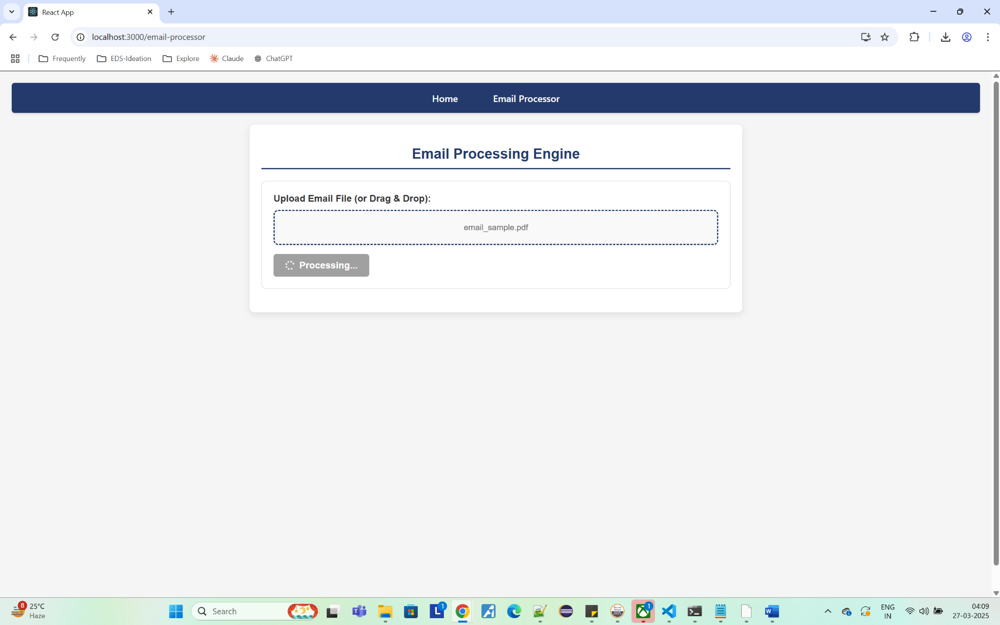 React App
localhost:3000/email-processor
Frequently EDS-Ideation Explore Claude ChatGPT
Home Email Processor
Email Processing Engine
Upload Email File (or Drag & Drop):
email_sample.pdf
Processing...
8 25°C
Haze
Search
1
1
ENG
IN
04:09
27-03-2025